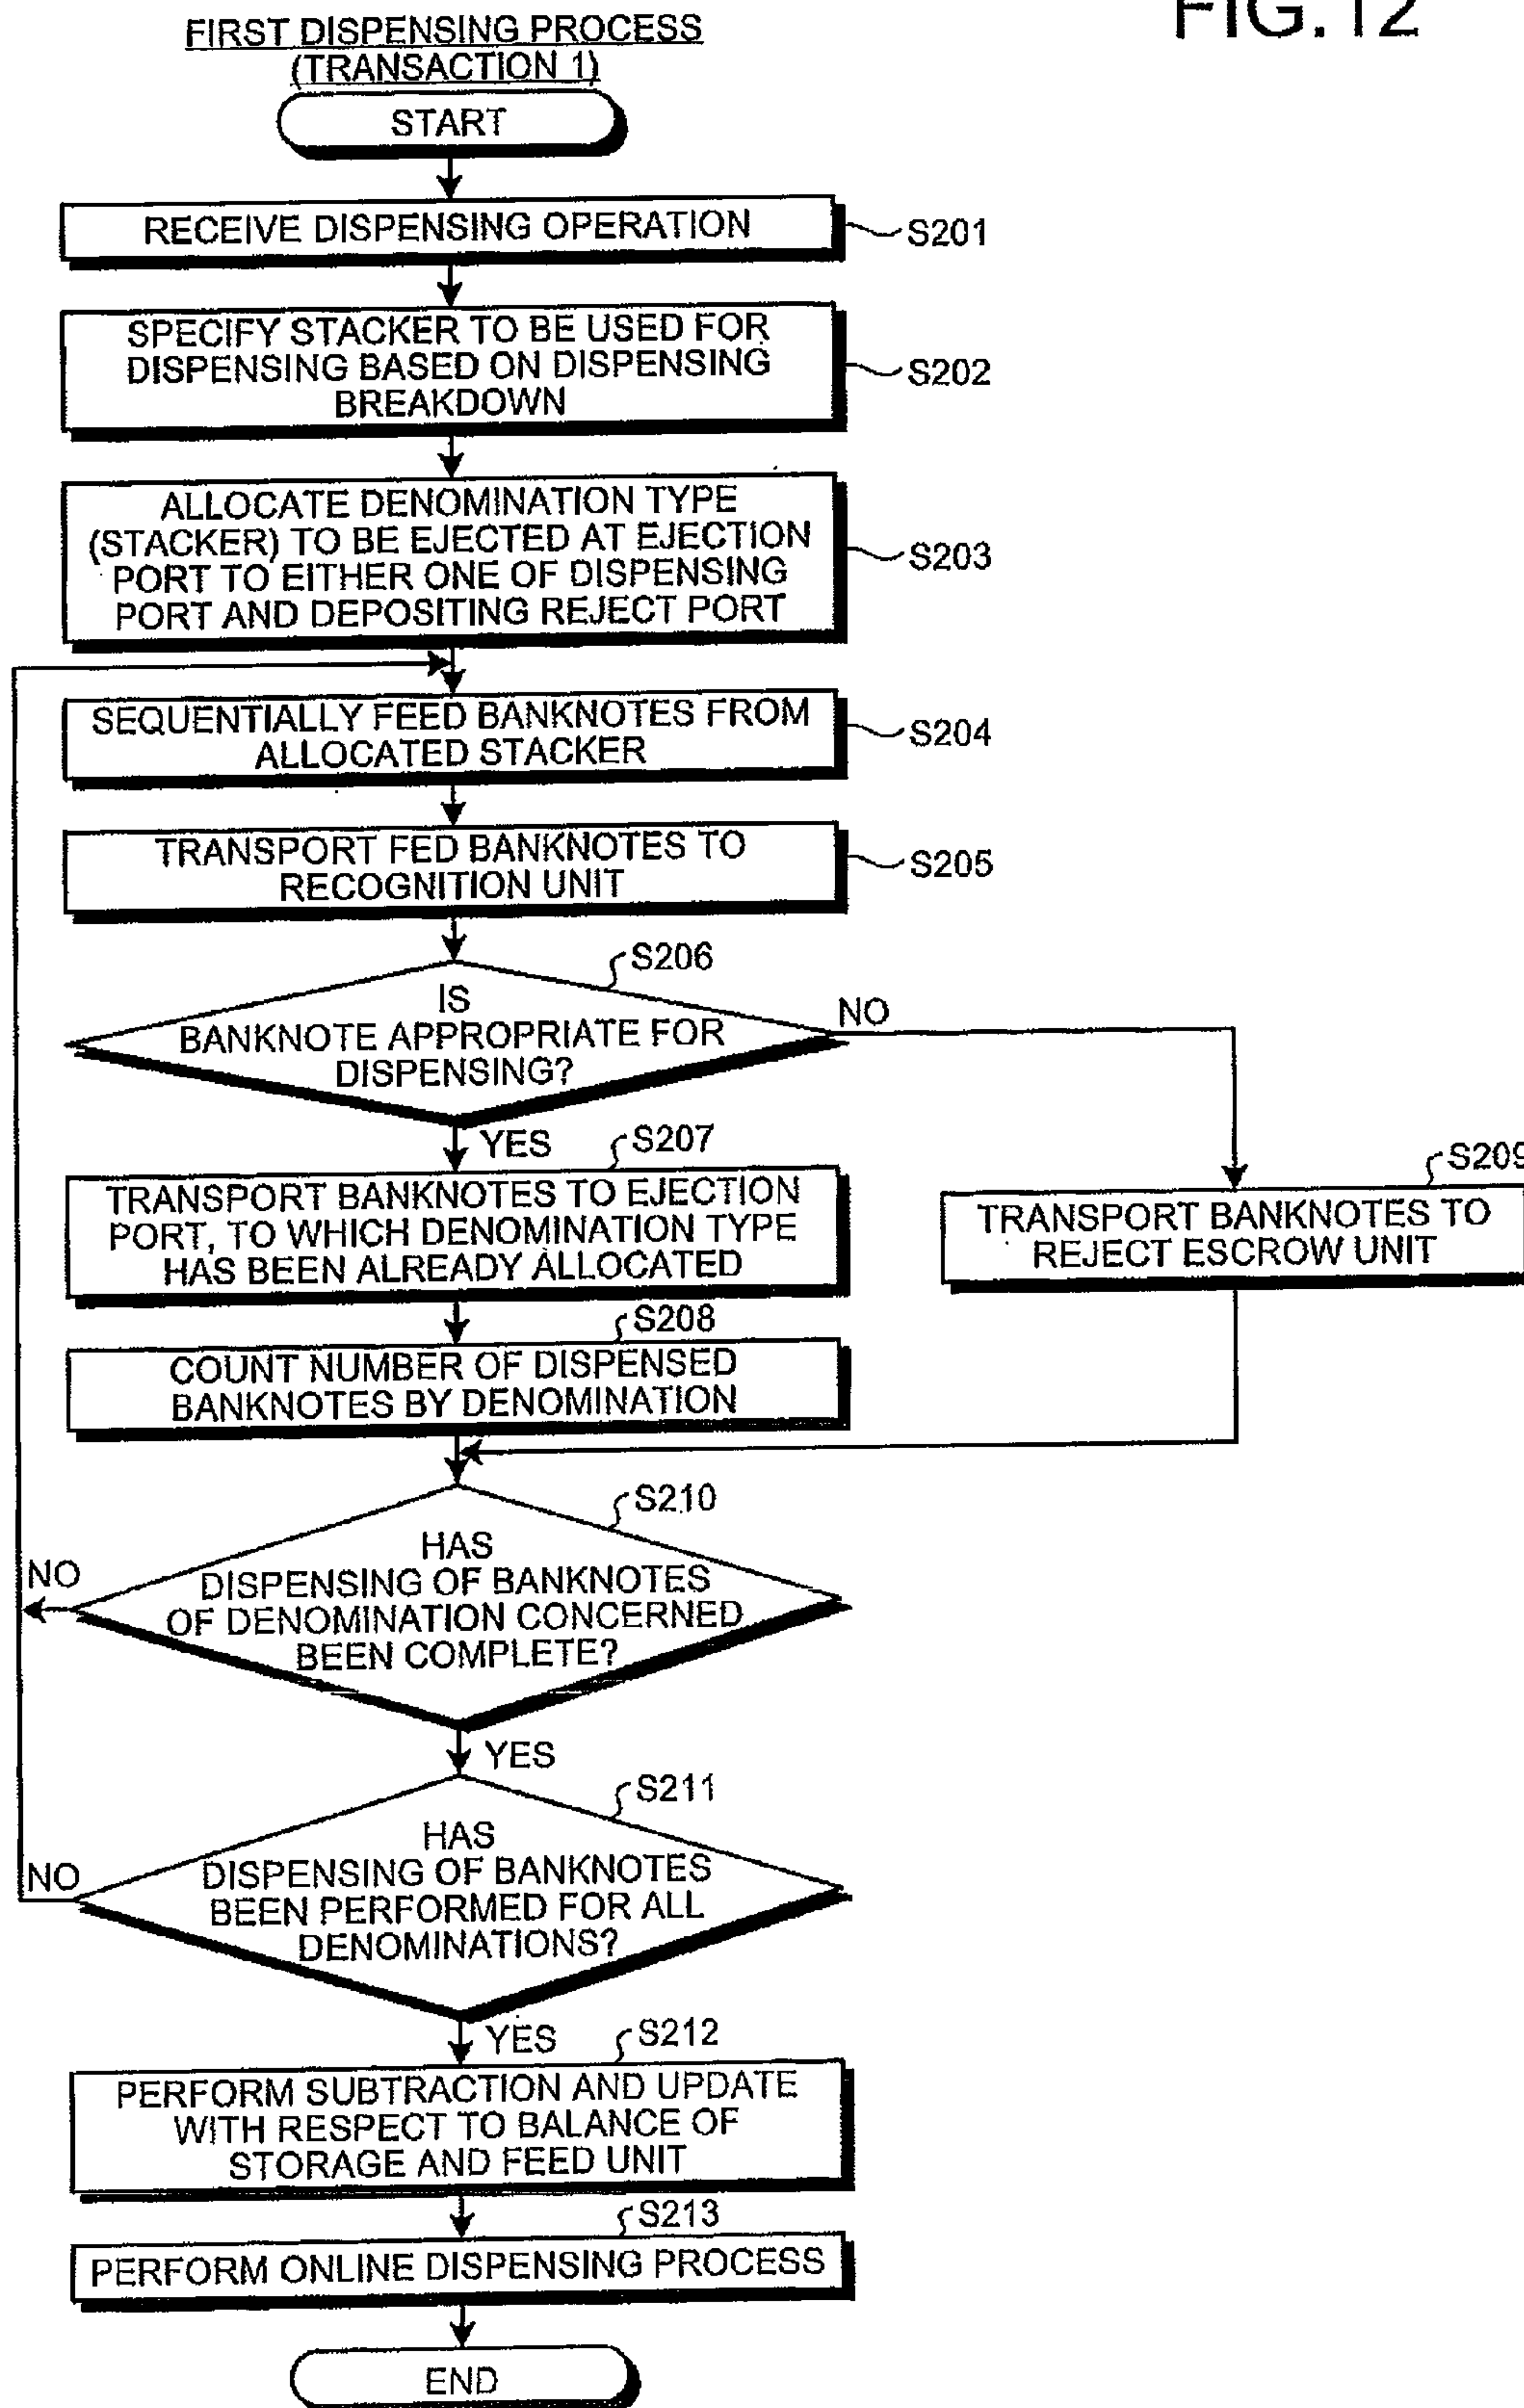 FIG.12
FIRST DISPENSING PROCESS
(TRANSACTION 1)
START
RECEIVE DISPENSING OPERATION
S201
SPECIFY STACKER TO BE USED FOR
DISPENSING BASED ON DISPENSING
BREAKDOWN
S202
ALLOCATE DENOMINATION TYPE
(STACKER) TO BE EJECTED AT EJECTION
PORT TO EITHER ONE OF DISPENSING
PORT AND DEPOSITING REJECT PORT
S203
SEQUENTIALLY FEED BANKNOTES FROM
ALLOCATED STACKER
S204
TRANSPORT FED BANKNOTES TO
RECOGNITION UNIT
S205
S206
IS
BANKNOTE APPROPRIATE FOR
DISPENSING?
NO
YES
S207
TRANSPORT BANKNOTES TO EJECTION
PORT, TO WHICH DENOMINATION TYPE
HAS BEEN ALREADY ALLOCATED
S209
TRANSPORT BANKNOTES TO
REJECT ESCROW UNIT
S208
COUNT NUMBER OF DISPENSED
BANKNOTES BY DENOMINATION
S210
HAS
DISPENSING OF BANKNOTES
OF DENOMINATION CONCERNED
BEEN COMPLETE?
NO
YES
S211
HAS
DISPENSING OF BANKNOTES
BEEN PERFORMED FOR ALL
DENOMINATIONS?
NO
YES
S212
PERFORM SUBTRACTION AND UPDATE
WITH RESPECT TO BALANCE OF
STORAGE AND FEED UNIT
S213
PERFORM ONLINE DISPENSING PROCESS
END